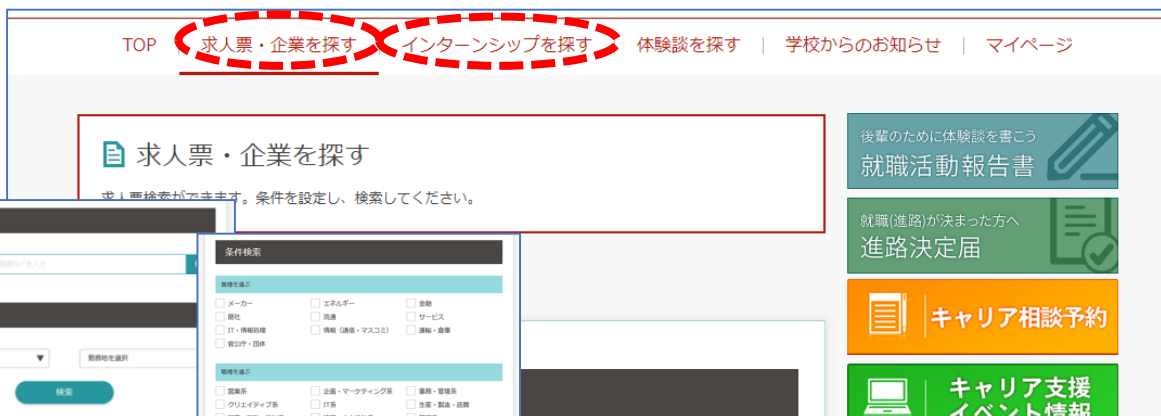 TOP | 求人票・企業を探す | インターンシップを探す | 体験談を探す | 学校からのお知らせ | マイページ
求人票・企業を探す
求人票検索ができます。条件を設定し、検索してください。
後輩のために体験談を書こう
就職活動報告書
就職(進路)が決まった方へ
進路決定届
キャリア相談予約
キャリア支援
イベント情報
勤務地を選択
検索
条件検索
業種を選ぶ
メーカー エネルギー 金融
商社 流通 サービス
IT・情報処理 情報(通信・マスコミ) 運輸・倉庫
官公庁・団体
職種を選ぶ
営業系 企画・マーケティング系 事務・管理系
クリエイティブ系 IT系 生産・製造・品質